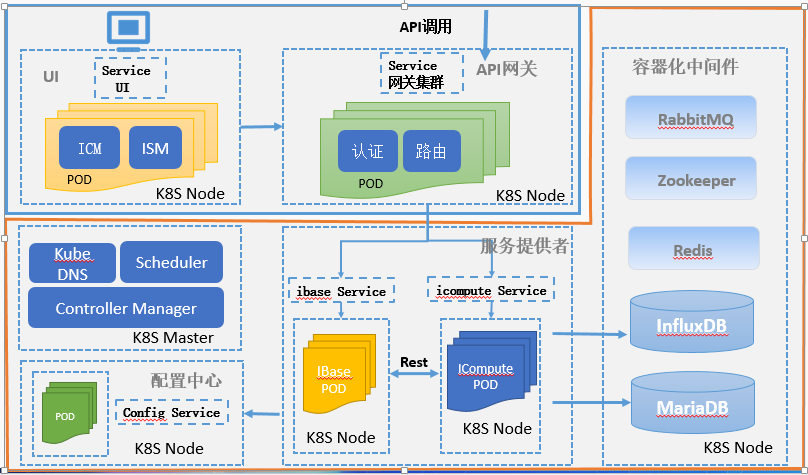 API调用
UI
Service
UI
ICM
ISM
POD
K8S Node
Service
网关集群
API网关
认证
路由
POD
K8S Node
容器化中间件
RabbitMQ
Zookeeper
Redis
InfluxDB
MariaDB
K8S Node
Kube
DNS
Scheduler
Controller Manager
K8S Master
服务提供者
ibase Service
icompute Service
IBase
POD
K8S Node
Rest
ICompute
POD
K8S Node
配置中心
POD
Config Service
K8S Node